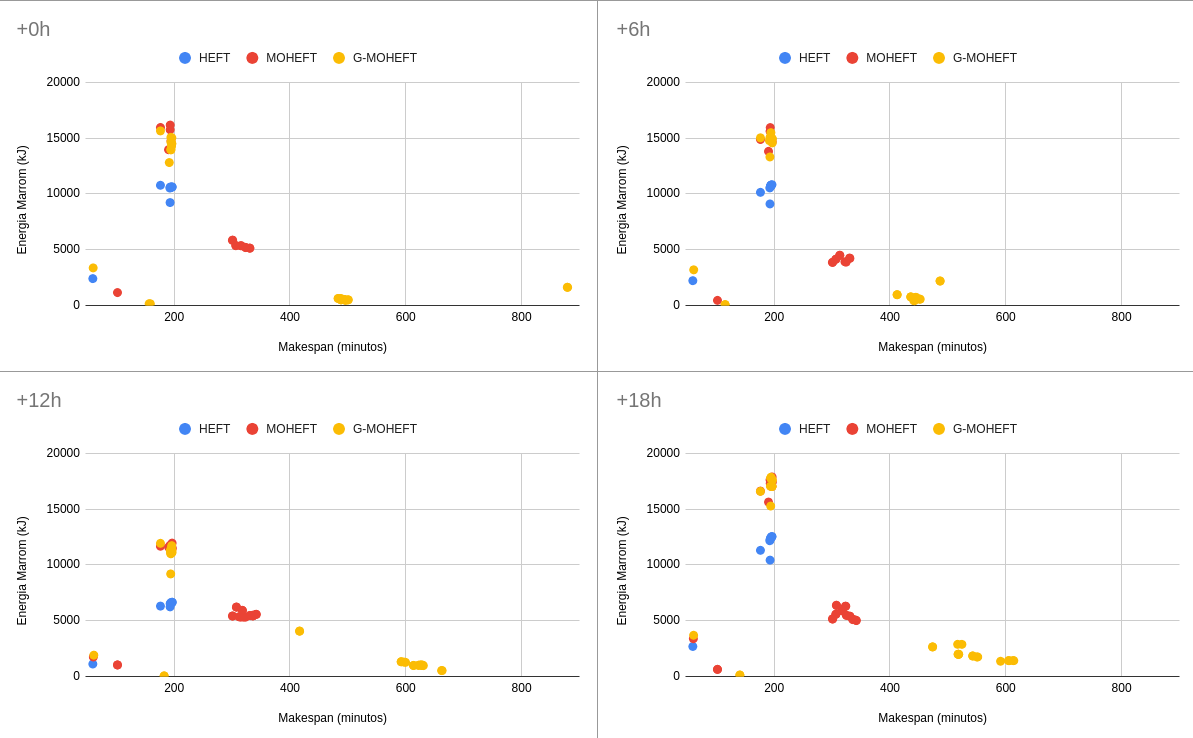 +0h
HEFT MOHEFT G-MOHEFT
Energia Marrom (kJ)
20000
15000
10000
5000
0
200 400 600 800
Makespan (minutos)
+6h
HEFT MOHEFT G-MOHEFT
Energia Marrom (kJ)
20000
15000
10000
5000
0
200 400 600 800
Makespan (minutos)
+12h
HEFT MOHEFT G-MOHEFT
Energia Marrom (kJ)
20000
15000
10000
5000
0
200 400 600 800
Makespan (minutos)
+18h
HEFT MOHEFT G-MOHEFT
Energia Marrom (kJ)
20000
15000
10000
5000
0
200 400 600 800
Makespan (minutos)